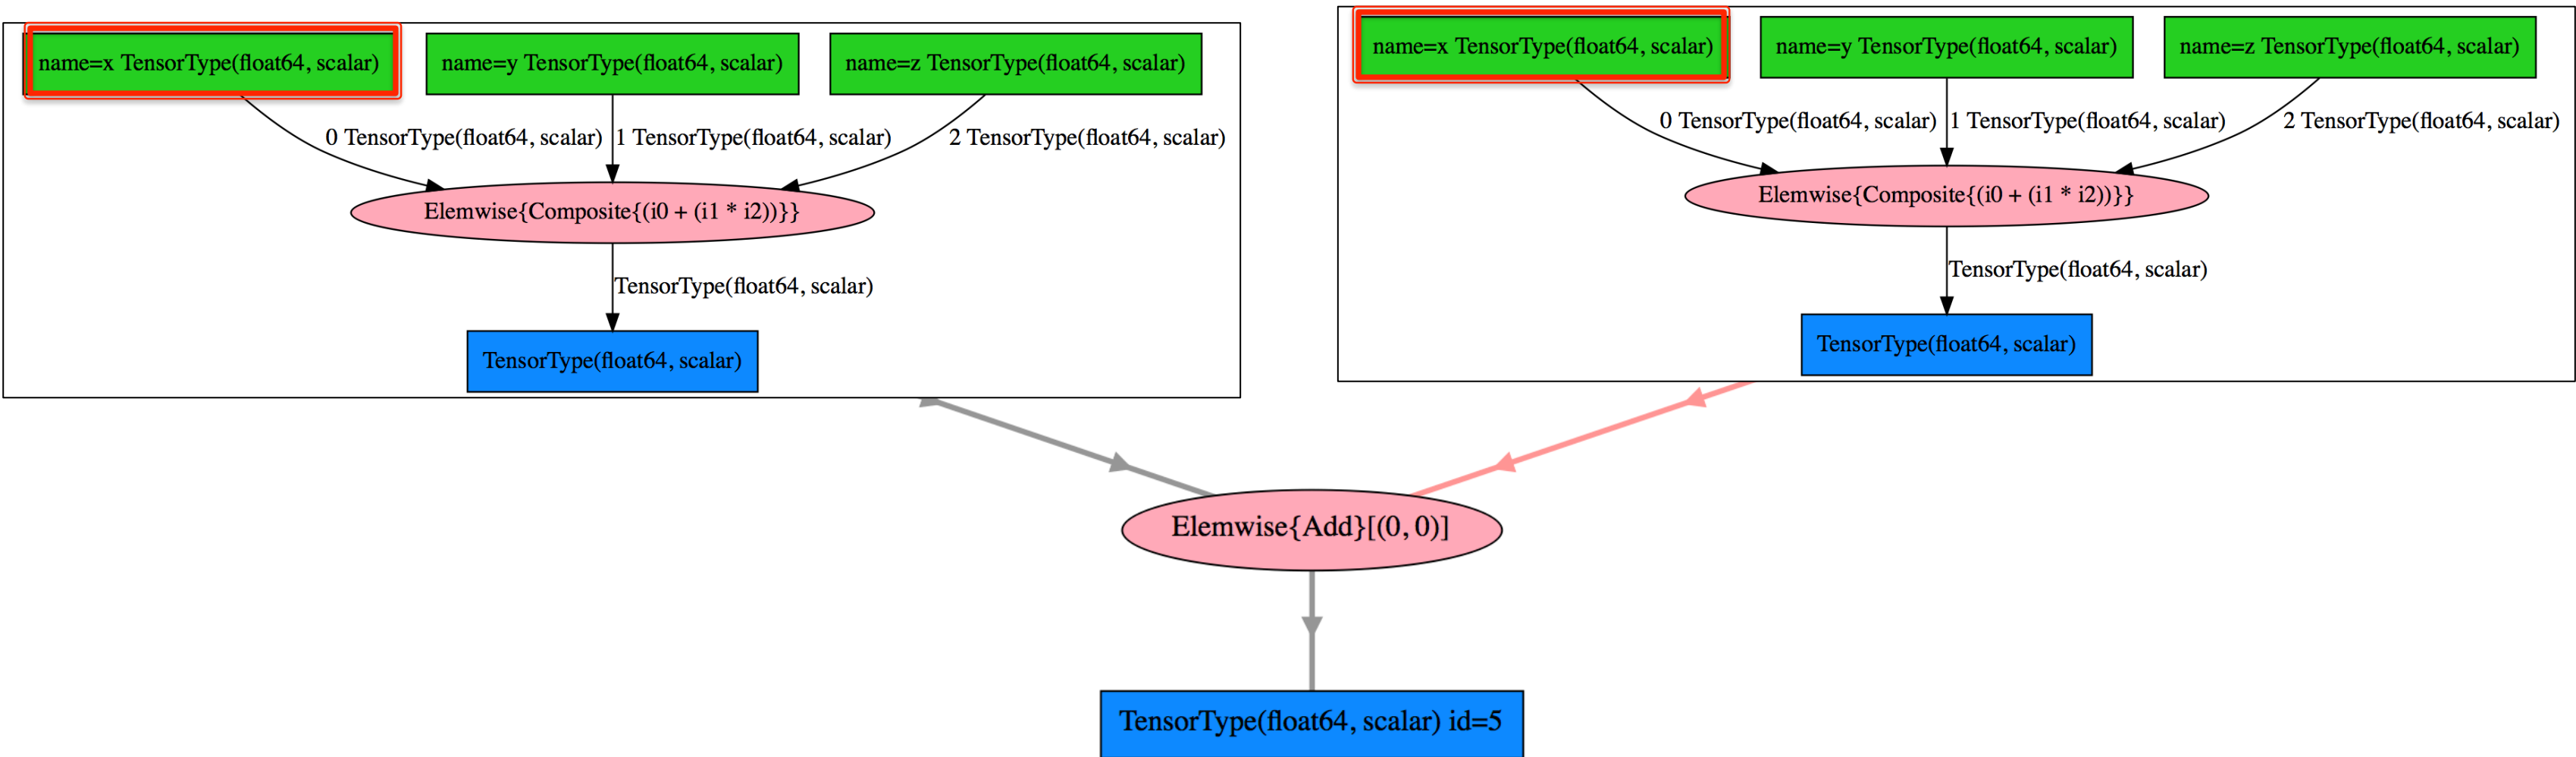 name=x TensorType(float64, scalar)
name=y TensorType(float64, scalar)
name=z TensorType(float64, scalar)
0 TensorType(float64, scalar)
1 TensorType(float64, scalar)
2 TensorType(float64, scalar)
Elemwise{Composite{(i0 + (i1 * i2))}}
TensorType(float64, scalar)
TensorType(float64, scalar)
name=x TensorType(float64, scalar)
name=y TensorType(float64, scalar)
name=z TensorType(float64, scalar)
0 TensorType(float64, scalar)
1 TensorType(float64, scalar)
2 TensorType(float64, scalar)
Elemwise{Composite{(i0 + (i1 * i2))}}
TensorType(float64, scalar)
TensorType(float64, scalar)
Elemwise{Add}[(0, 0)]
TensorType(float64, scalar) id=5